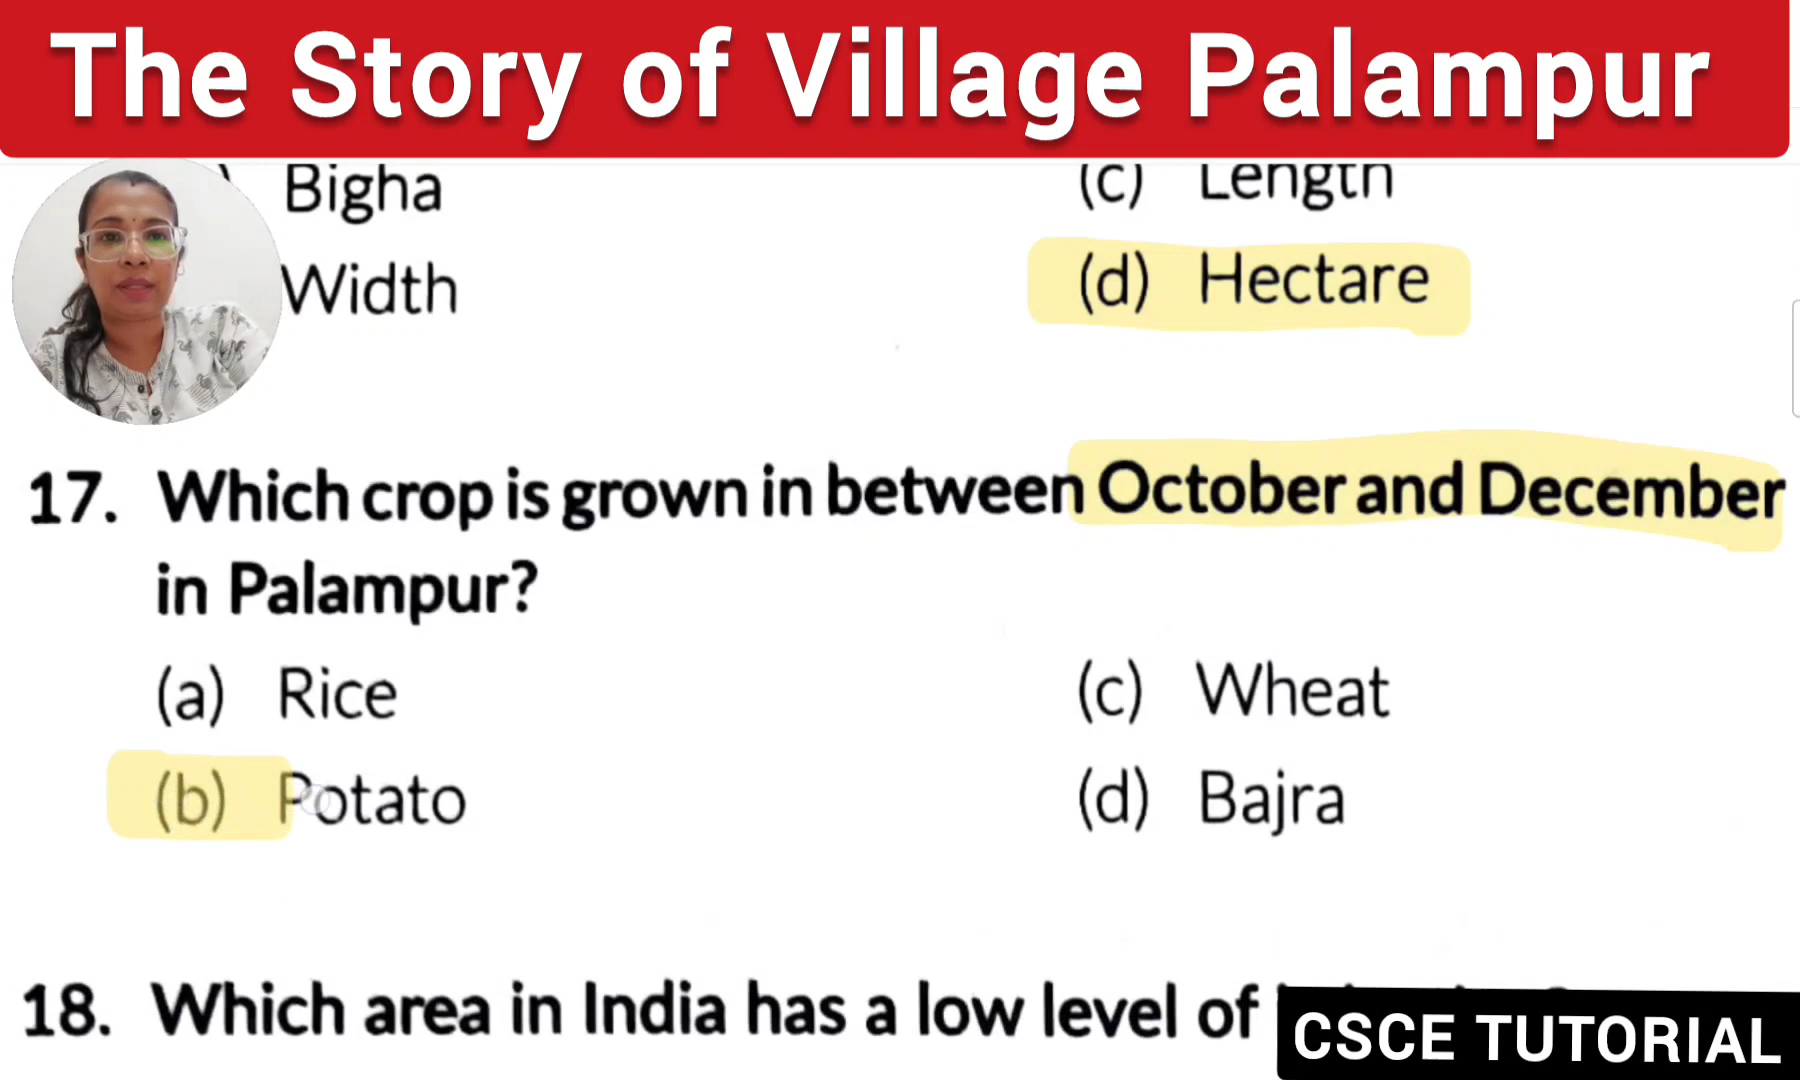 The Story of Village Palampur
) Bigha
(c) Length
Width
(d) Hectare
17. Which crop is grown in between October and December
in Palampur?
(a) Rice
(c) Wheat
(b) Potato
(d) Bajra
18. Which area in India has a low level of
CSCE TUTORIAL